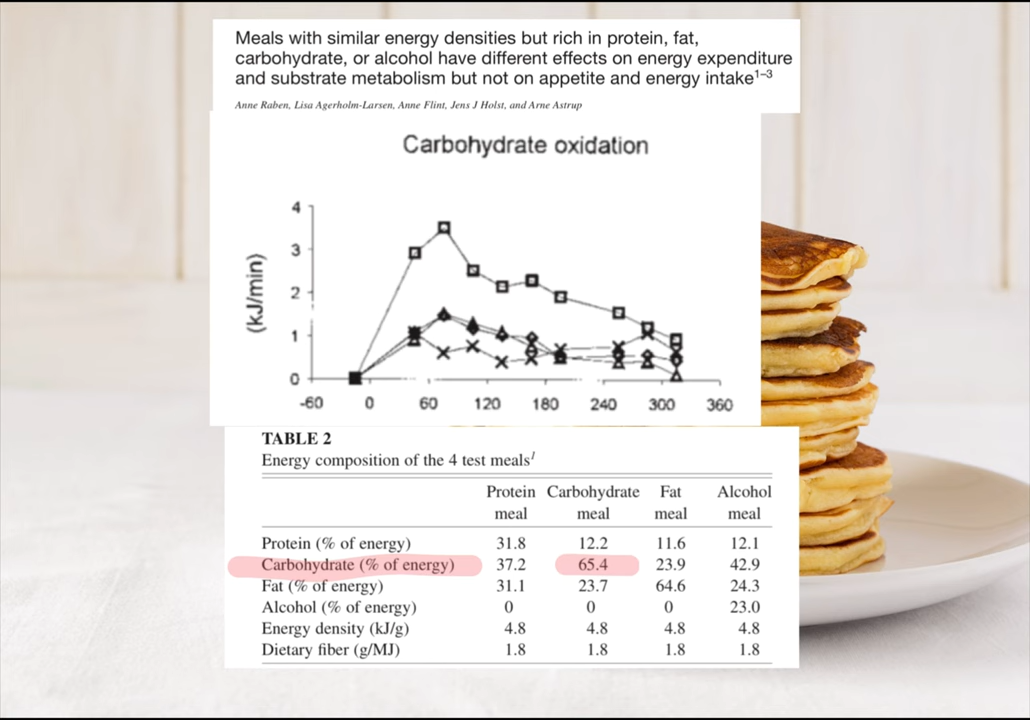 Meals with similar energy densities but rich in protein, fat,
carbohydrate, or alcohol have different effects on energy expenditure
and substrate metabolism but not on appetite and energy intake1–3
Anne Raben, Lisa Agerholm-Larsen, Anne Flint, Jens J Holst, and Arne Astrup
Carbohydrate oxidation
(kJ/min)
4
3
2
1
0
-60 0 60 120 180 240 300 360
TABLE 2
Energy composition of the 4 test meals1
Protein meal Carbohydrate meal Fat meal Alcohol meal
Protein (% of energy) 31.8 12.2 11.6 12.1
Carbohydrate (% of energy) 37.2 65.4 23.9 42.9
Fat (% of energy) 31.1 23.7 64.6 24.3
Alcohol (% of energy) 0 0 0 23.0
Energy density (kJ/g) 4.8 4.8 4.8 4.8
Dietary fiber (g/MJ) 1.8 1.8 1.8 1.8